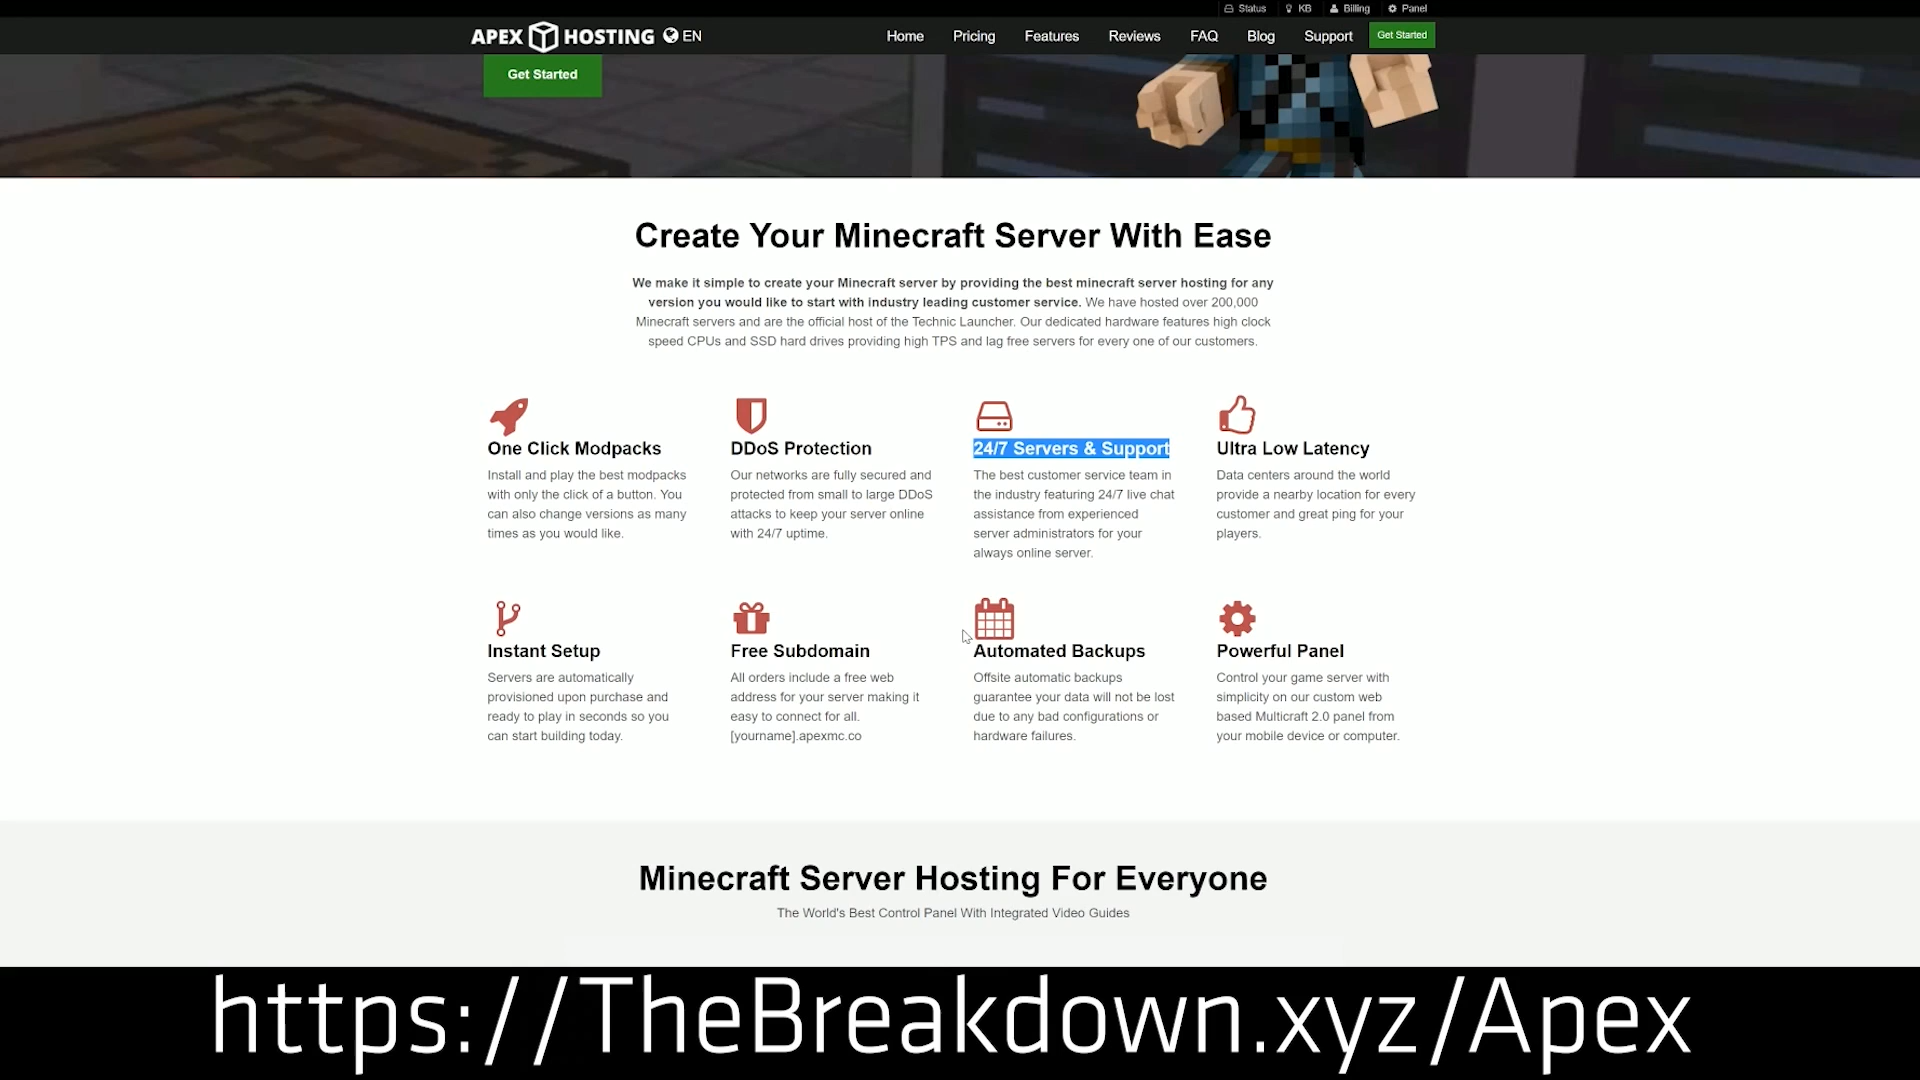 Status KB Billing Panel
APEX HOSTING EN Home Pricing Features Reviews FAQ Blog Support Get Started
Get Started
Create Your Minecraft Server With Ease
We make it simple to create your Minecraft server by providing the best minecraft server hosting for any
version you would like to start with industry leading customer service. We have hosted over 200,000
Minecraft servers and are the official host of the Technic Launcher. Our dedicated hardware features high clock
speed CPUs and SSD hard drives providing high TPS and lag free servers for every one of our customers.
One Click Modpacks
Install and play the best modpacks
with only the click of a button. You
can also change versions as many
times as you would like.
DDoS Protection
Our networks are fully secured and
protected from small to large DDoS
attacks to keep your server online
with 24/7 uptime.
24/7 Servers & Support
The best customer service team in
the industry featuring 24/7 live chat
assistance from experienced
server administrators for your
always online server.
Ultra Low Latency
Data centers around the world
provide a nearby location for every
customer and great ping for your
players.
Instant Setup
Servers are automatically
provisioned upon purchase and
ready to play in seconds so you
can start building today.
Free Subdomain
All orders include a free web
address for your server making it
easy to connect for all.
[yourname].apexmc.co
Automated Backups
Offsite automatic backups
guarantee your data will not be lost
due to any bad configurations or
hardware failures.
Powerful Panel
Control your game server with
simplicity on our custom web
based Multicraft 2.0 panel from
your mobile device or computer.
Minecraft Server Hosting For Everyone
The World's Best Control Panel With Integrated Video Guides
https://TheBreakdown.xyz/Apex